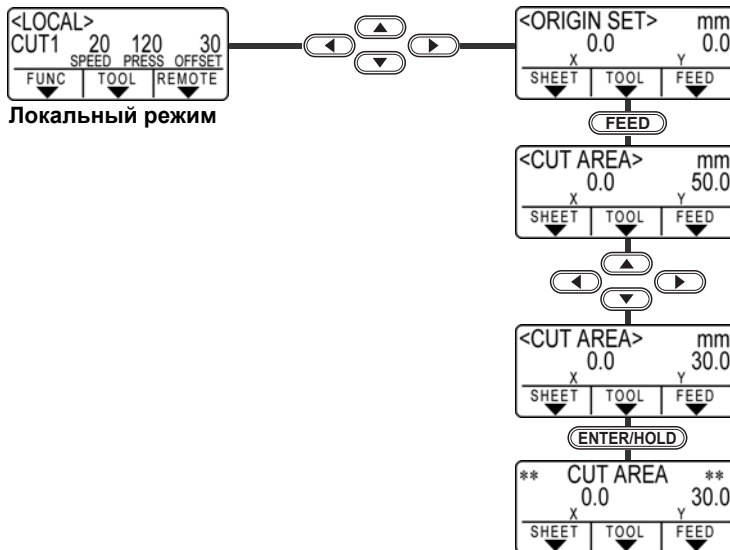 <LOCAL>
CUT1 20 120 30
SPEED PRESS OFFSET
FUNC TOOL REMOTE
Локальный режим
<ORIGIN SET> mm
0.0 0.0
X Y
SHEET TOOL FEED
FEED
<CUT AREA> mm
0.0 50.0
X Y
SHEET TOOL FEED
<CUT AREA> mm
0.0 30.0
X Y
SHEET TOOL FEED
ENTER/HOLD
** CUT AREA **
0.0 30.0
X Y
SHEET TOOL FEED